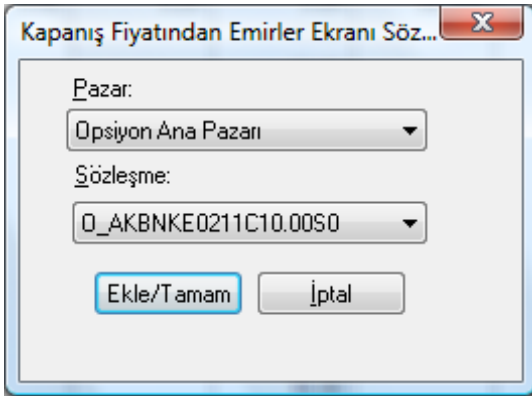 Kapanış Fiyatından Emirler Ekranı Söz...
Pazar:
Opsiyon Ana Pazarı
Sözleşme:
O_AKBNKE0211C10.00S0
Ekle/Tamam İptal